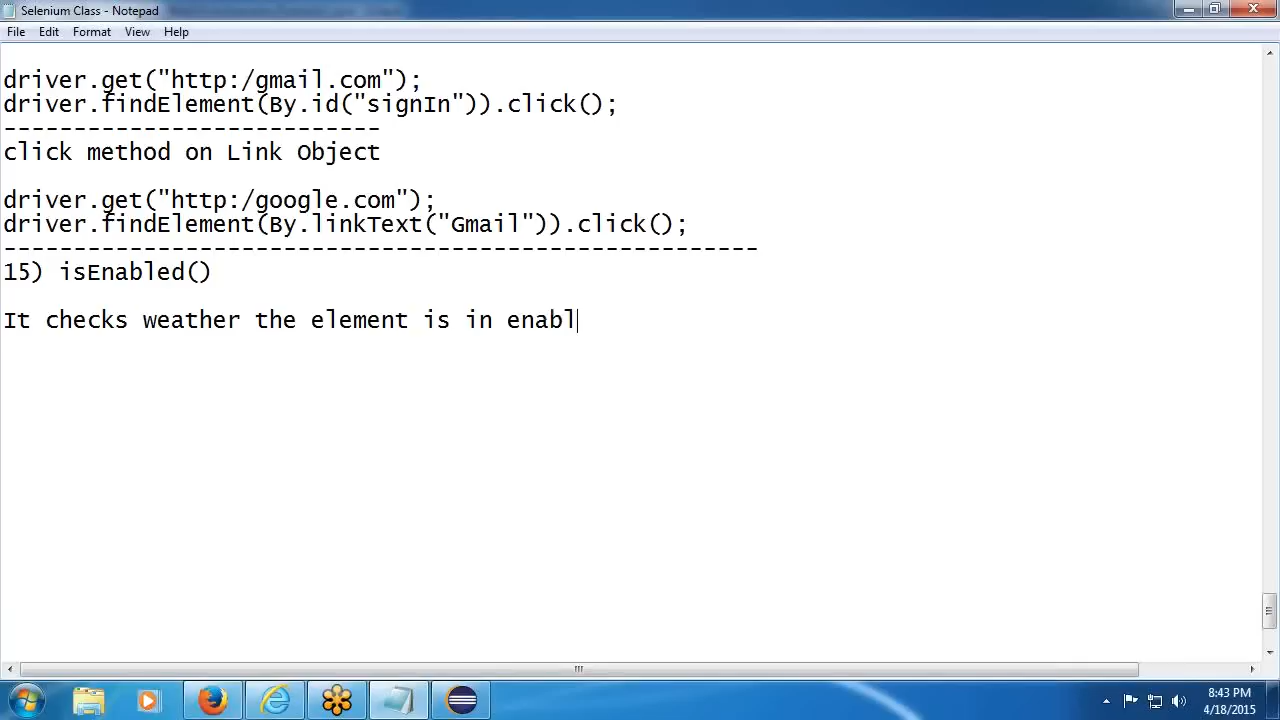 Selenium Class - Notepad
File Edit Format View Help
driver.get("http:/gmail.com");
driver.findElement(By.id("signIn")).click();
---------------------------
click method on Link Object
driver.get("http:/google.com");
driver.findElement(By.linkText("Gmail")).click();
------------------------------------------------------
15) isEnabled()
It checks weather the element is in enabl
8:43 PM
4/18/2015